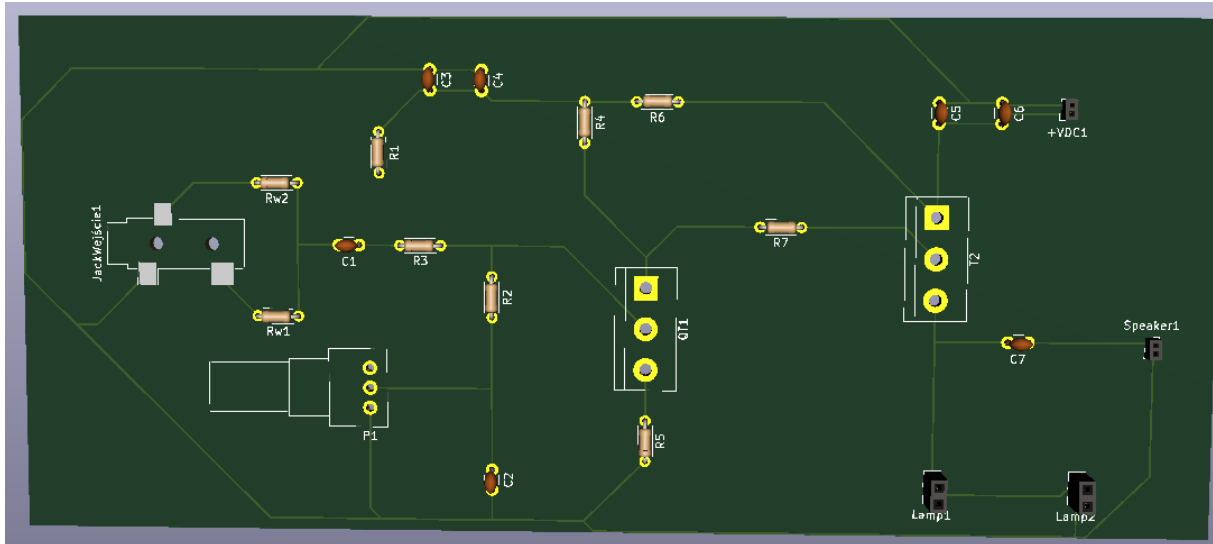 C3
C4
R4
R6
C5
C6
+VDC1
R1
Rw2
JackWejście1
C1
R3
R7
T2
R2
QT1
Rw1
Speaker1
C7
P1
R5
C2
Lamp1
Lamp2